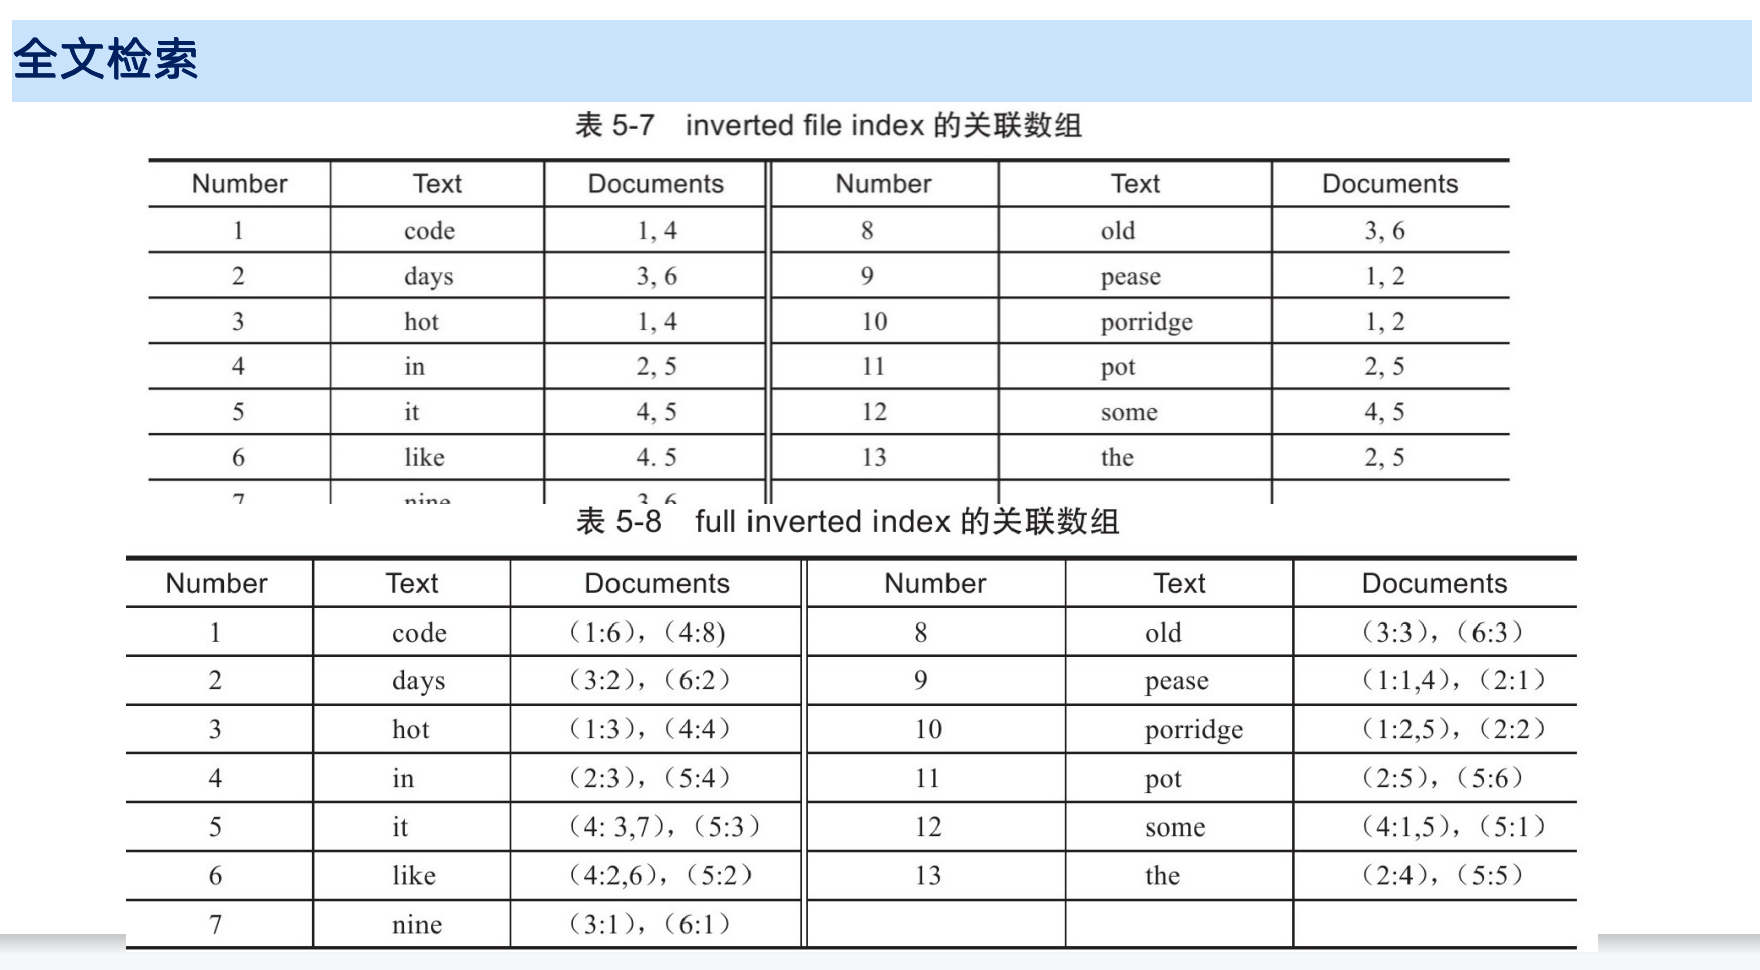 全文检索
表 5-7 inverted file index 的关联数组
Number Text Documents Number Text Documents
1 code 1, 4 8 old 3, 6
2 days 3, 6 9 pease 1, 2
3 hot 1, 4 10 porridge 1, 2
4 in 2, 5 11 pot 2, 5
5 it 4, 5 12 some 4, 5
6 like 4. 5 13 the 2, 5
7 nine 3 6
表 5-8 full inverted index 的关联数组
Number Text Documents Number Text Documents
1 code （1:6），（4:8） 8 old （3:3），（6:3）
2 days （3:2），（6:2） 9 pease （1:1,4），（2:1）
3 hot （1:3），（4:4） 10 porridge （1:2,5），（2:2）
4 in （2:3），（5:4） 11 pot （2:5），（5:6）
5 it （4: 3,7），（5:3） 12 some （4:1,5），（5:1）
6 like （4:2,6），（5:2） 13 the （2:4），（5:5）
7 nine （3:1），（6:1）